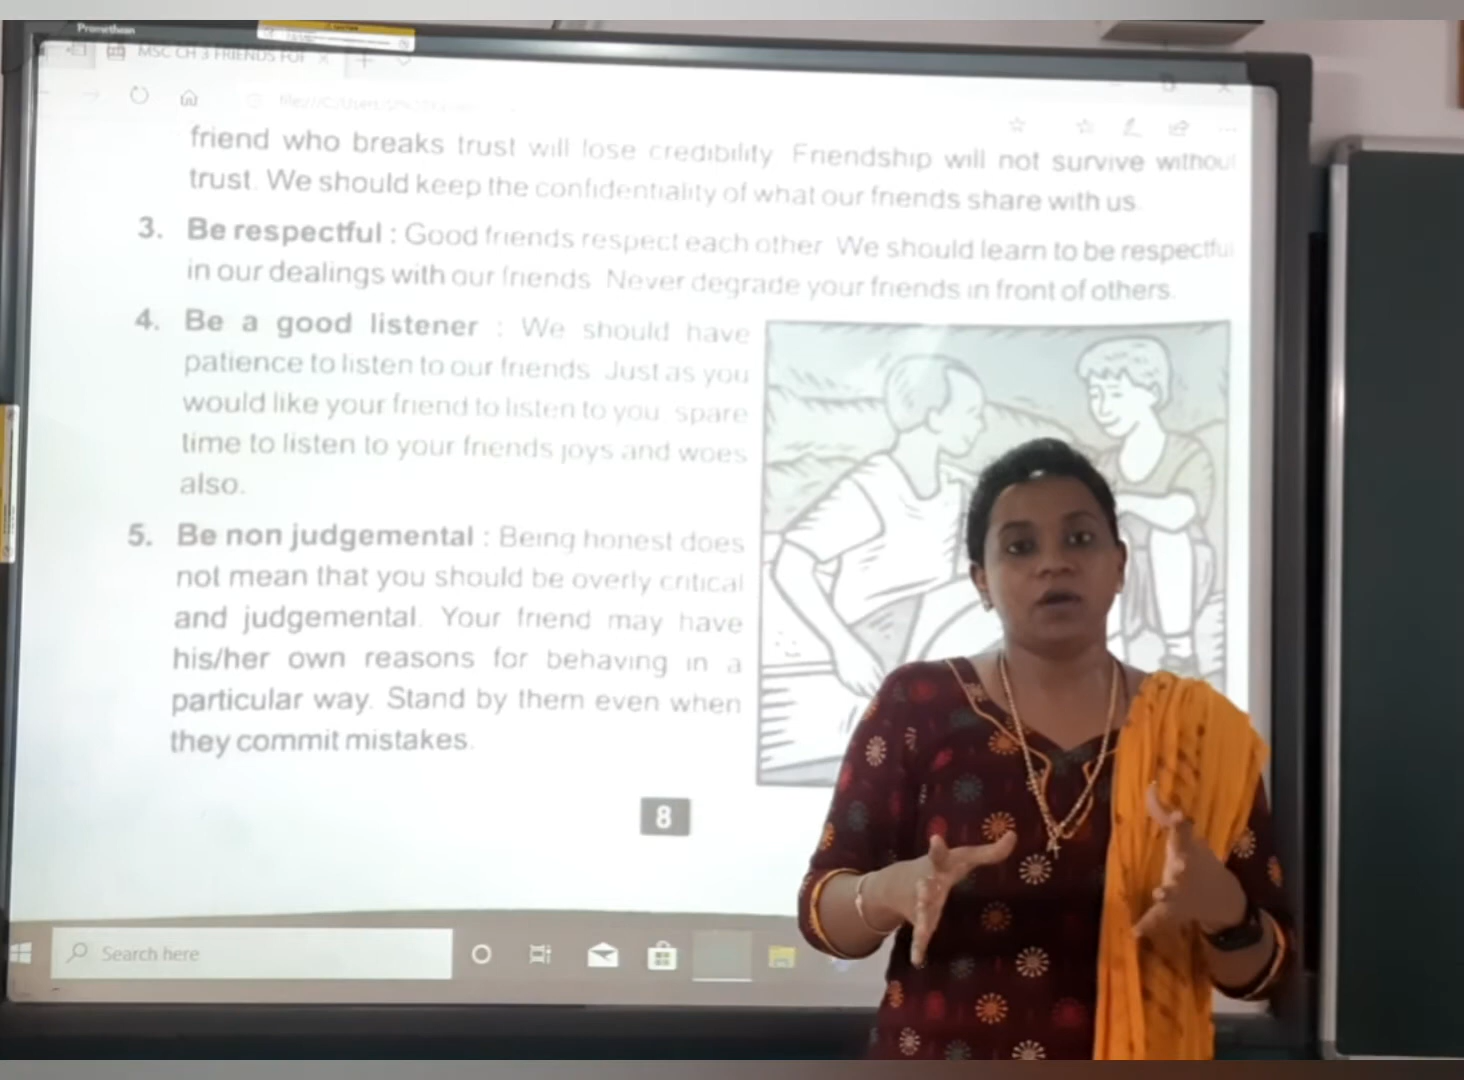 Promethean
MSC CH 3 FRIENDS FOR
friend who breaks trust will lose credibility Friendship will not survive without
trust. We should keep the confidentiality of what our friends share with us.
3. Be respectful : Good friends respect each other We should learn to be respectful
in our dealings with our friends Never degrade your friends in front of others.
4. Be a good listener : We should have
patience to listen to our friends Just as you
would like your friend to listen to you spare
time to listen to your friends joys and woes
also.
5. Be non judgemental : Being honest does
not mean that you should be overly critical
and judgemental. Your friend may have
his/her own reasons for behaving in a
particular way. Stand by them even when
they commit mistakes.
8
Search here